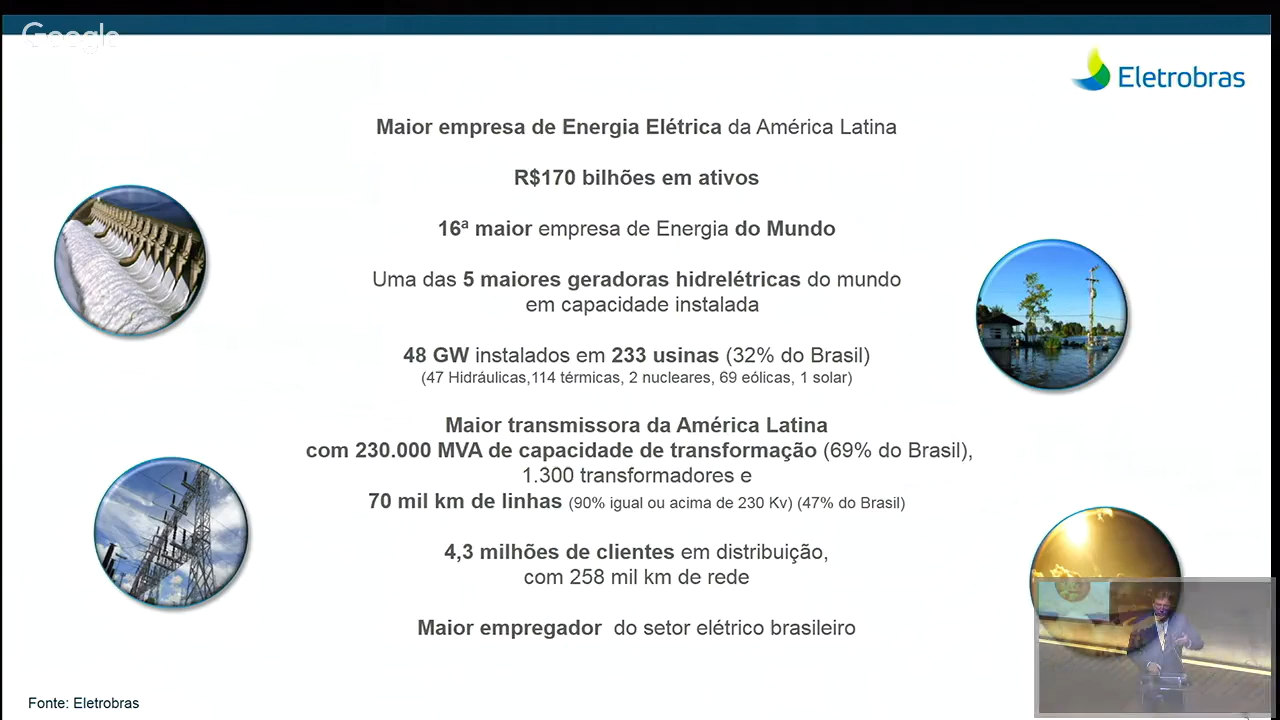 Google
Eletrobras
Maior empresa de Energia Elétrica da América Latina
R$170 bilhões em ativos
16ª maior empresa de Energia do Mundo
Uma das 5 maiores geradoras hidrelétricas do mundo
em capacidade instalada
48 GW instalados em 233 usinas (32% do Brasil)
(47 Hidráulicas,114 térmicas, 2 nucleares, 69 eólicas, 1 solar)
Maior transmissora da América Latina
com 230.000 MVA de capacidade de transformação (69% do Brasil),
1.300 transformadores e
70 mil km de linhas (90% igual ou acima de 230 Kv) (47% do Brasil)
4,3 milhões de clientes em distribuição,
com 258 mil km de rede
Maior empregador do setor elétrico brasileiro
Fonte: Eletrobras